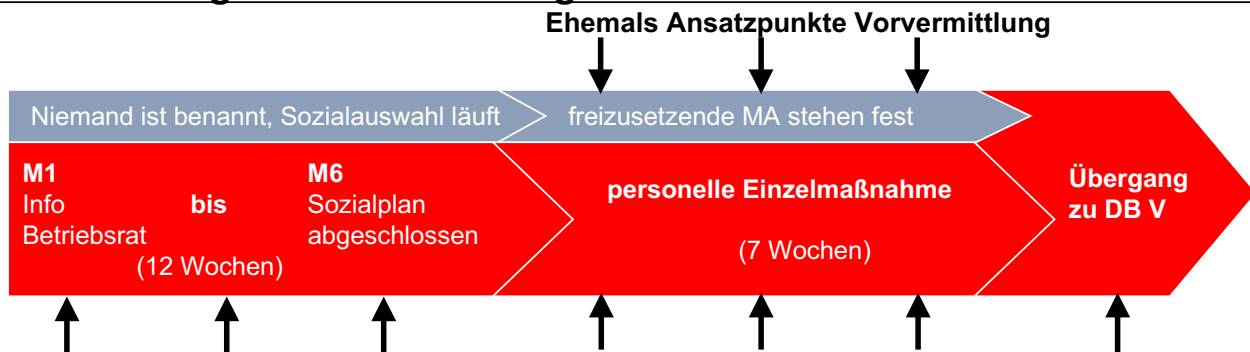 Ehemals Ansatzpunkte Vorvermittlung
Niemand ist benannt, Sozialauswahl läuft
freizusetzende MA stehen fest
M1
Info
Betriebsrat
bis
(12 Wochen)
M6
Sozialplan
abgeschlossen
personelle Einzelmaßnahme
(7 Wochen)
Übergang
zu DB V